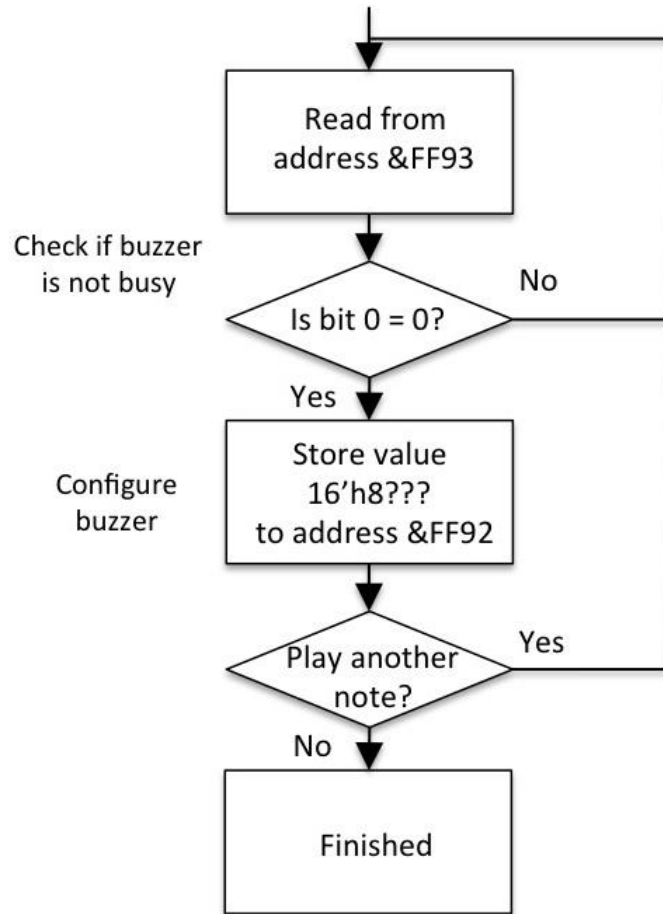 Read from
address &FF93
Check if buzzer
is not busy
No
Is bit 0 = 0?
Yes
Configure
buzzer
Store value
16’h8???
to address &FF92
Play another
note?
Yes
No
Finished